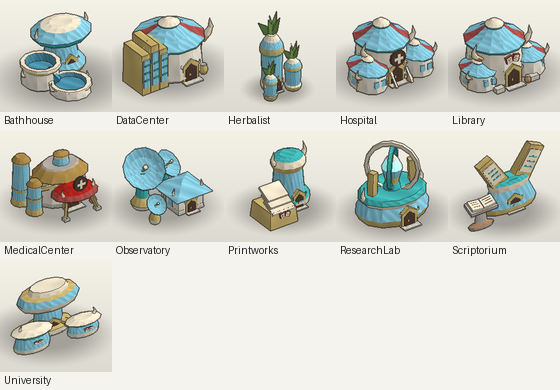 Bathhouse
DataCenter
Herbalist
Hospital
Library
MedicalCenter
Observatory
Printworks
ResearchLab
Scriptorium
University